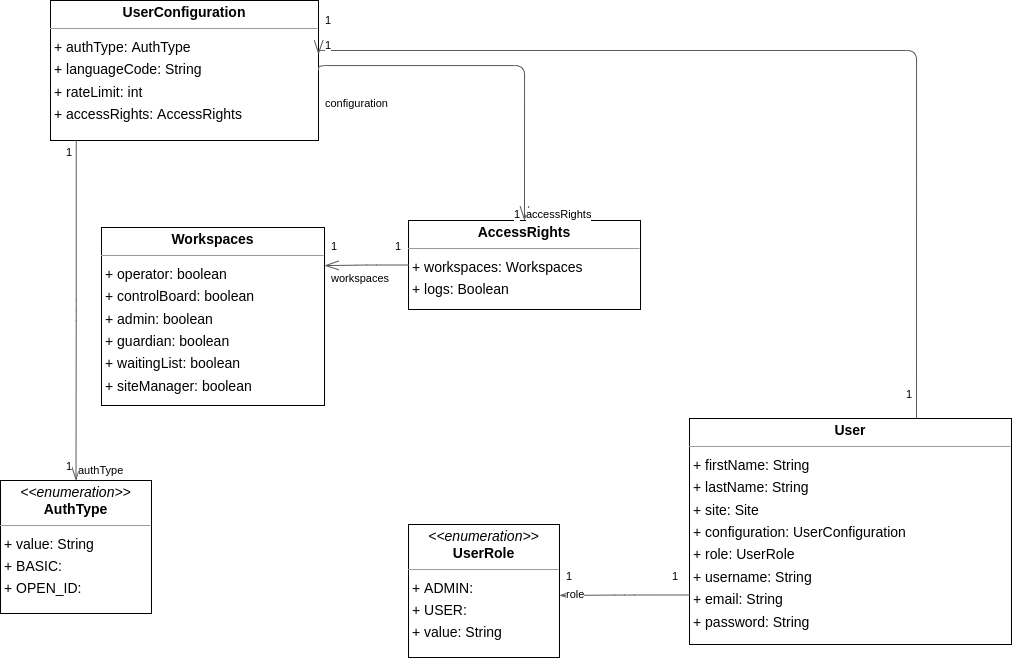 UserConfiguration
+ authType: AuthType
+ languageCode: String
+ rateLimit: int
+ accessRights: AccessRights
1
1
configuration
1
1
accessRights
Workspaces
+ operator: boolean
+ controlBoard: boolean
+ admin: boolean
+ guardian: boolean
+ waitingList: boolean
+ siteManager: boolean
1
1
workspaces
AccessRights
+ workspaces: Workspaces
+ logs: Boolean
1
User
+ firstName: String
+ lastName: String
+ site: Site
+ configuration: UserConfiguration
+ role: UserRole
+ username: String
+ email: String
+ password: String
1
authType
<<enumeration>>
AuthType
+ value: String
+ BASIC:
+ OPEN_ID:
<<enumeration>>
UserRole
+ ADMIN:
+ USER:
+ value: String
1
1
role